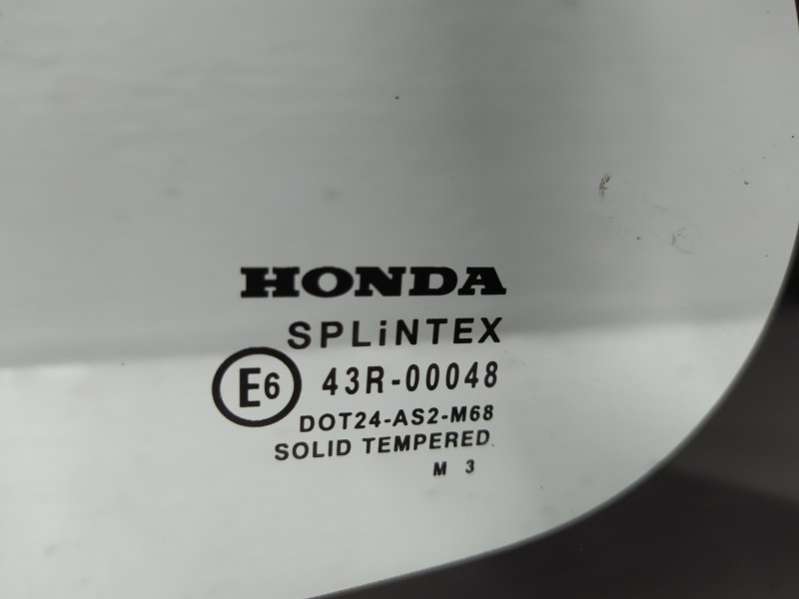 HONDA
SPLiNTEX
E6 43R-00048
DOT24-AS2-M68
SOLID TEMPERED
M 3